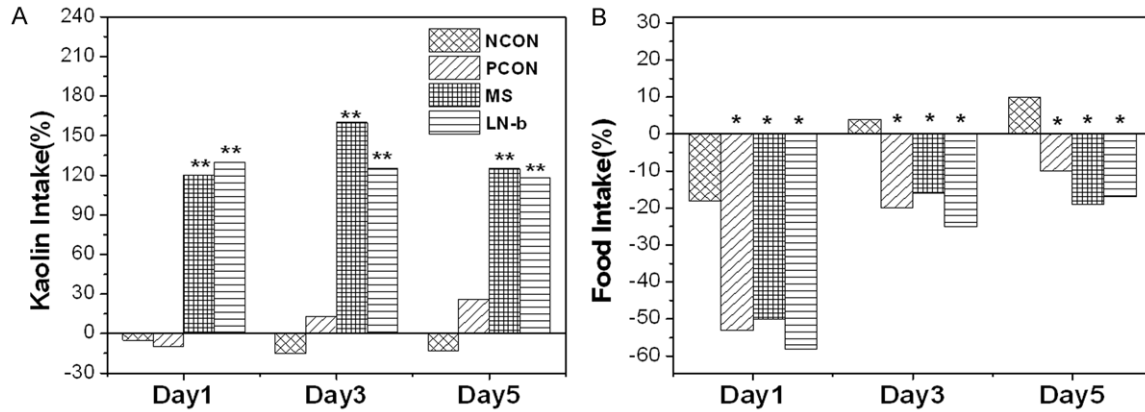 A
Kaolin Intake(%)
240
210
180
150
120
90
60
30
0
-30
NCON
PCON
MS
LN-b
** ** ** ** ** **
Day1 Day3 Day5
B
Food Intake(%)
30
20
10
0
-10
-20
-30
-40
-50
-60
* * * * * * * * *
Day1 Day3 Day5